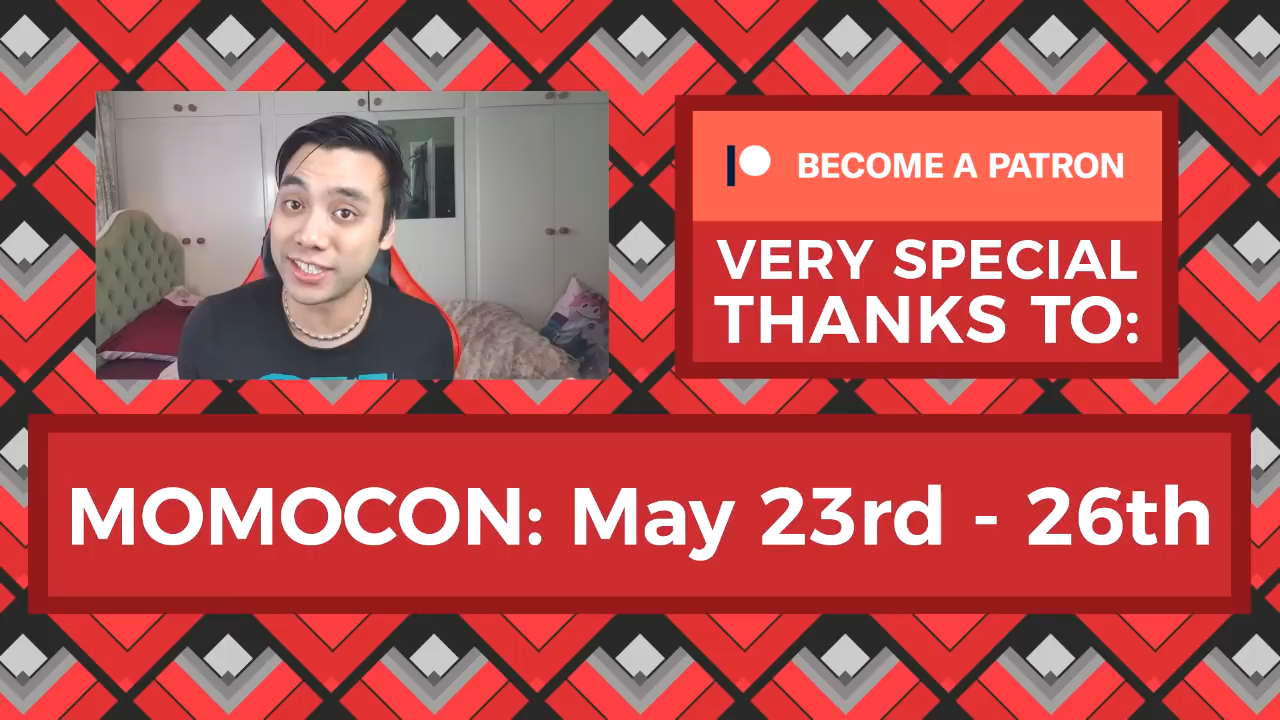 BECOME A PATRON
VERY SPECIAL
THANKS TO:
MOMOCON: May 23rd - 26th